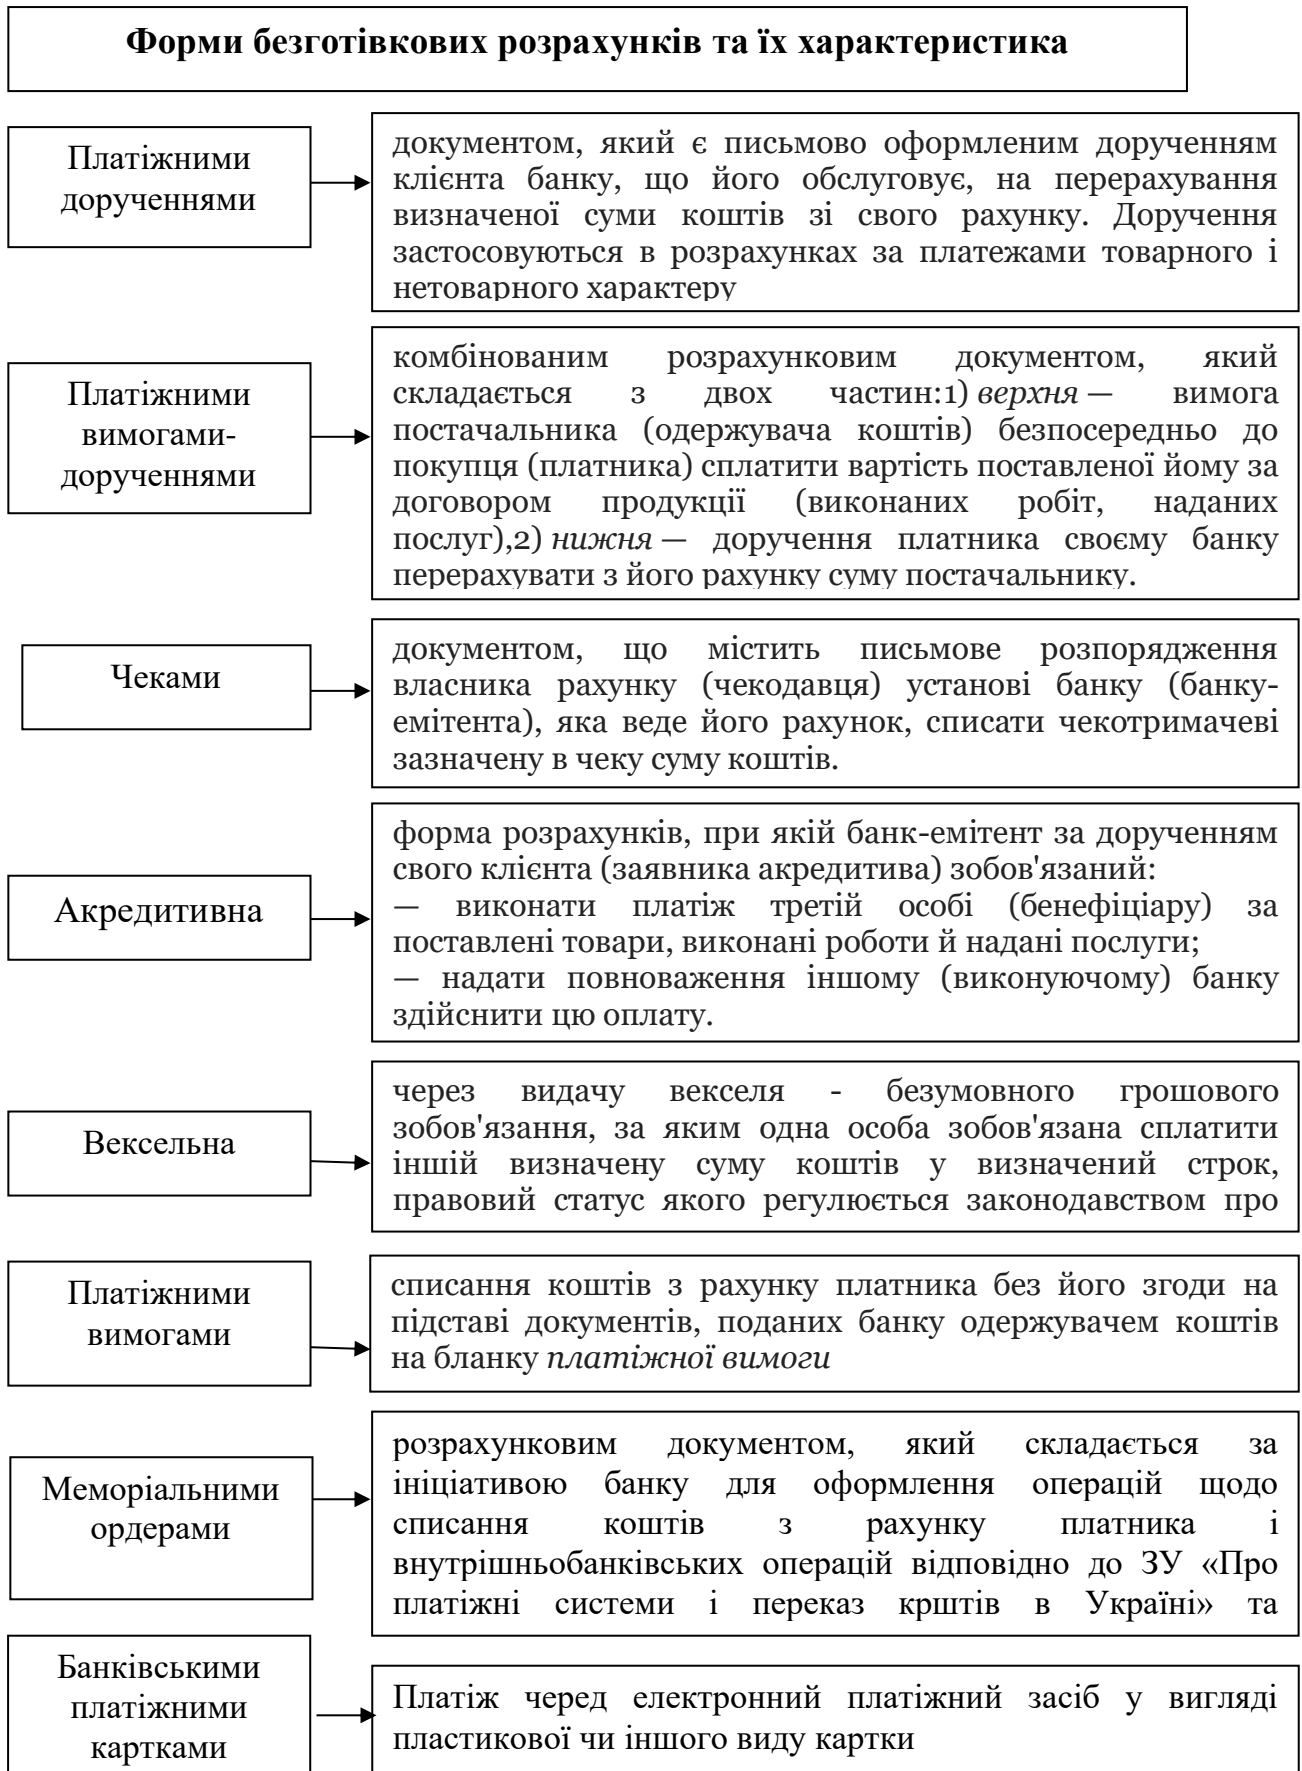 Форми безготівкових розрахунків та їх характеристика
Платіжними
дорученнями
документом, який є письмово оформленим дорученням
клієнта банку, що його обслуговує, на перерахування
визначеної суми коштів зі свого рахунку. Доручення
застосовуються в розрахунках за платежами товарного і
нетоварного характеру
Платіжними
вимогами-
дорученнями
комбінованим розрахунковим документом, який
складається з двох частин:1) верхня — вимога
постачальника (одержувача коштів) безпосередньо до
покупця (платника) сплатити вартість поставленої йому за
договором продукції (виконаних робіт, наданих
послуг),2) нижня — доручення платника своєму банку
перерахувати з його рахунку суму постачальнику.
Чеками
документом, що містить письмове розпорядження
власника рахунку (чекодавця) установі банку (банку-
емітента), яка веде його рахунок, списати чекотримачеві
зазначену в чеку суму коштів.
Акредитивна
форма розрахунків, при якій банк-емітент за дорученням
свого клієнта (заявника акредитива) зобов'язаний:
— виконати платіж третій особі (бенефіціару) за
поставлені товари, виконані роботи й надані послуги;
— надати повноваження іншому (виконуючому) банку
здійснити цю оплату.
Вексельна
через видачу векселя - безумовного грошового
зобов'язання, за яким одна особа зобов'язана сплатити
іншій визначену суму коштів у визначений строк,
правовий статус якого регулюється законодавством про
Платіжними
вимогами
списання коштів з рахунку платника без його згоди на
підставі документів, поданих банку одержувачем коштів
на бланку платіжної вимоги
Меморіальними
ордерами
розрахунковим документом, який складається за
ініціативою банку для оформлення операцій щодо
списання коштів з рахунку платника і
внутрішньобанківських операцій відповідно до ЗУ «Про
платіжні системи і переказ крштів в Україні» та
Банківськими
платіжними
картками
Платіж черед електронний платіжний засіб у вигляді
пластикової чи іншого виду картки